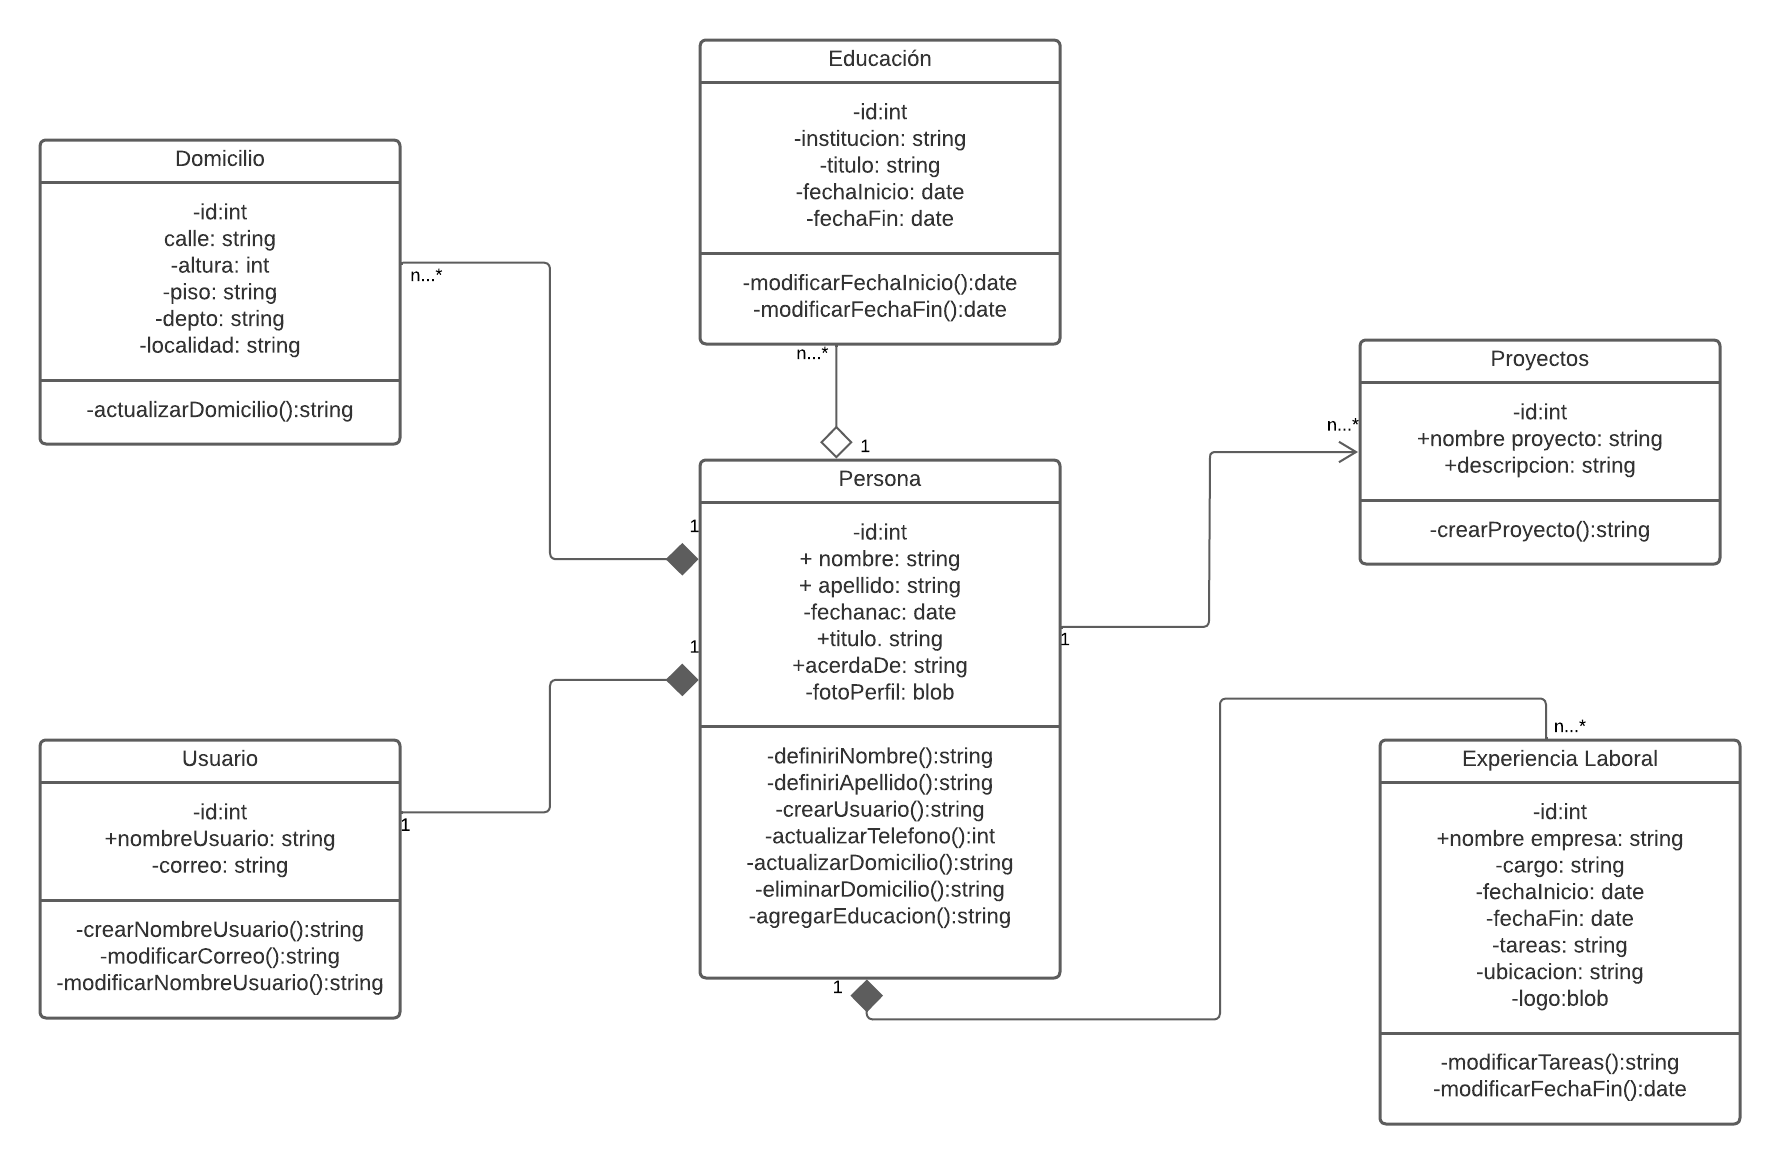 Educación
-id:int
-institucion: string
-titulo: string
-fechaInicio: date
-fechaFin: date
-modificarFechaInicio():date
-modificarFechaFin():date
n...*
1
Domicilio
-id:int
calle: string
-altura: int
-piso: string
-depto: string
-localidad: string
-actualizarDomicilio():string
n...*
1
Persona
-id:int
+ nombre: string
+ apellido: string
-fechanac: date
+titulo. string
+acerdaDe: string
-fotoPerfil: blob
-definiriNombre():string
-definiriApellido():string
-crearUsuario():string
-actualizarTelefono():int
-actualizarDomicilio():string
-eliminarDomicilio():string
-agregarEducacion():string
1
1
1
Proyectos
-id:int
+nombre proyecto: string
+descripcion: string
-crearProyecto():string
n...*
Usuario
-id:int
+nombreUsuario: string
-correo: string
-crearNombreUsuario():string
-modificarCorreo():string
-modificarNombreUsuario():string
1
n...*
Experiencia Laboral
-id:int
+nombre empresa: string
-cargo: string
-fechaInicio: date
-fechaFin: date
-tareas: string
-ubicacion: string
-logo:blob
-modificarTareas():string
-modificarFechaFin():date